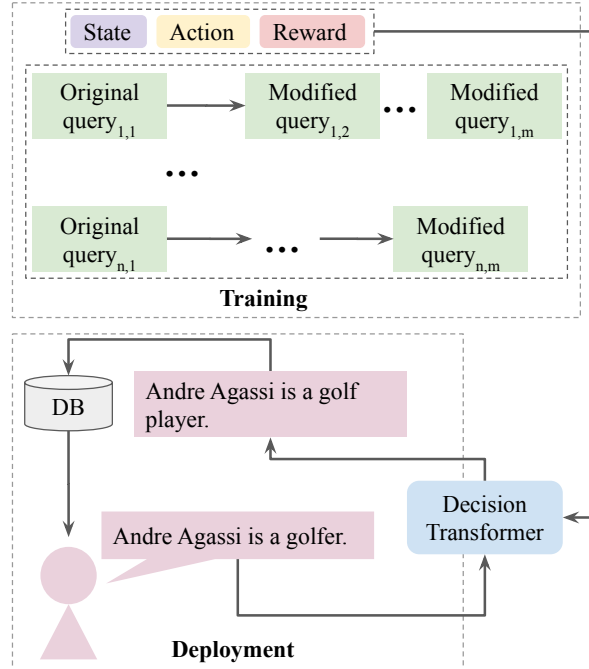 State Action Reward
Original Modified ... Modified
query1,1 query1,2 query1,m
...
Original ... Modified
queryn,1 queryn,m
Training
Andre Agassi is a golf
player.
DB
Decision
Transformer
Andre Agassi is a golfer.
Deployment